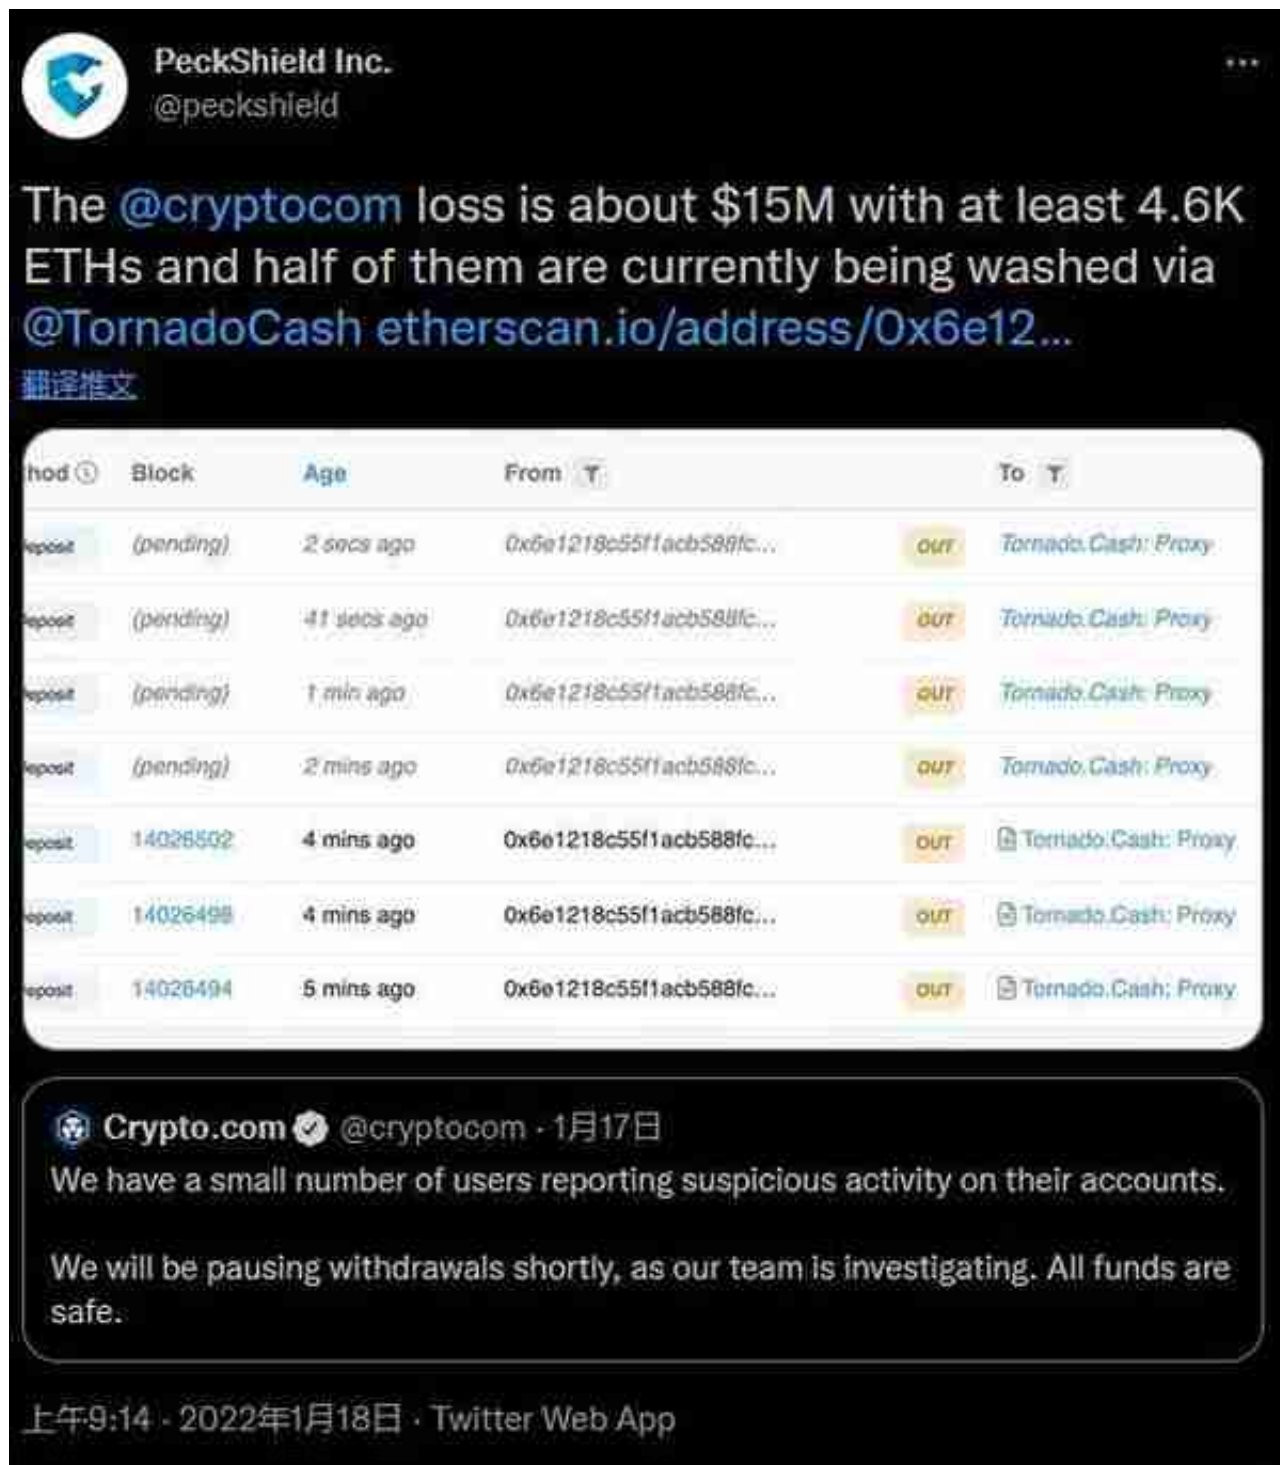 PeckShield Inc.
@peckshield
The @cryptocom loss is about $15M with at least 4.6K
ETHs and half of them are currently being washed via
@TornadoCash etherscan.io/address/0x6e12...
翻译推文
hod Block Age From To
eposit (pending) 2 secs ago 0x6e1218c55f1acb588fc... OUT Tornado.Cash: Proxy
eposit (pending) 41 secs ago 0x6e1218c55f1acb588fc... OUT Tornado.Cash: Proxy
eposit (pending) 1 min ago 0x6e1218c55f1acb588fc... OUT Tornado.Cash: Proxy
eposit (pending) 2 mins ago 0x6e1218c55f1acb588fc... OUT Tornado.Cash: Proxy
eposit 14026502 4 mins ago 0x6e1218c55f1acb588fc... OUT Tornado.Cash: Proxy
eposit 14026498 4 mins ago 0x6e1218c55f1acb588fc... OUT Tornado.Cash: Proxy
eposit 14026494 5 mins ago 0x6e1218c55f1acb588fc... OUT Tornado.Cash: Proxy
Crypto.com @cryptocom · 1月17日
We have a small number of users reporting suspicious activity on their accounts.
We will be pausing withdrawals shortly, as our team is investigating. All funds are
safe.
上午9:14 · 2022年1月18日 · Twitter Web App